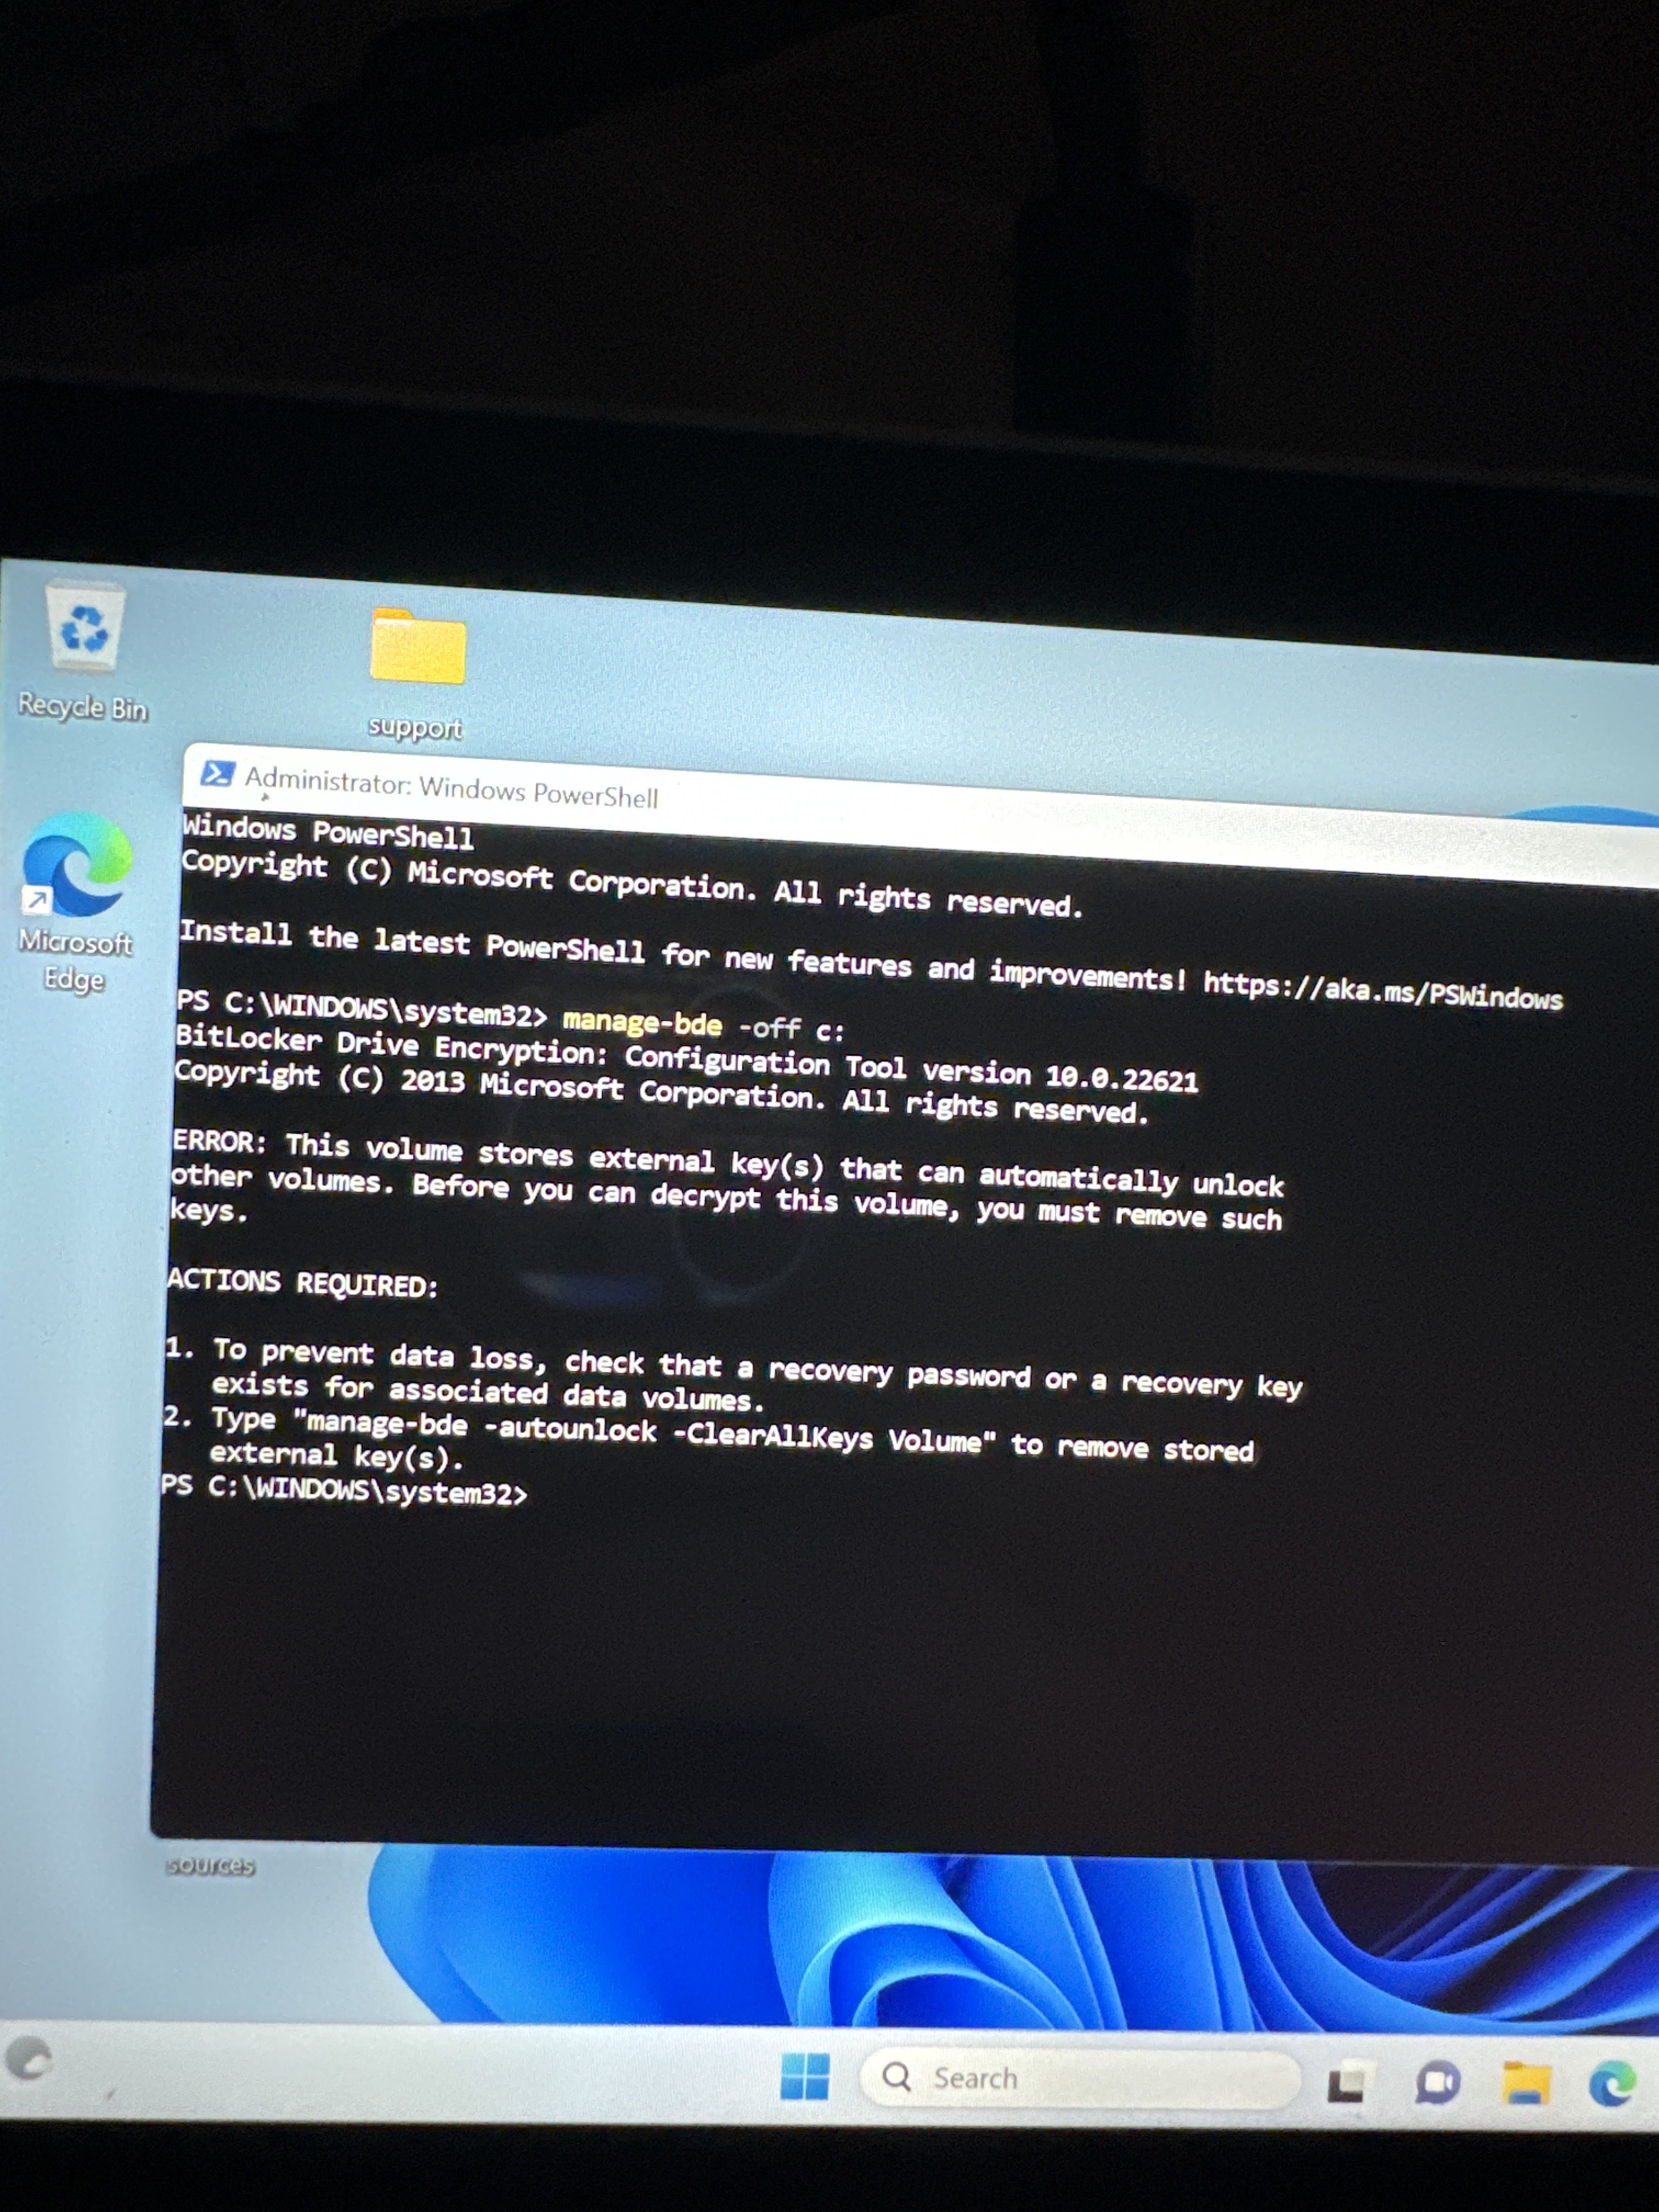 Recycle Bin
support
Microsoft
Edge
Administrator: Windows PowerShell
Windows PowerShell
Copyright (C) Microsoft Corporation. All rights reserved.
Install the latest PowerShell for new features and improvements! https://aka.ms/PSWindows
PS C:\WINDOWS\system32> manage-bde -off c:
BitLocker Drive Encryption: Configuration Tool version 10.0.22621
Copyright (C) 2013 Microsoft Corporation. All rights reserved.
ERROR: This volume stores external key(s) that can automatically unlock
other volumes. Before you can decrypt this volume, you must remove such
keys.
ACTIONS REQUIRED:
1. To prevent data loss, check that a recovery password or a recovery key
exists for associated data volumes.
2. Type "manage-bde -autounlock -ClearAllKeys Volume" to remove stored
external key(s).
PS C:\WINDOWS\system32>
sources
Search